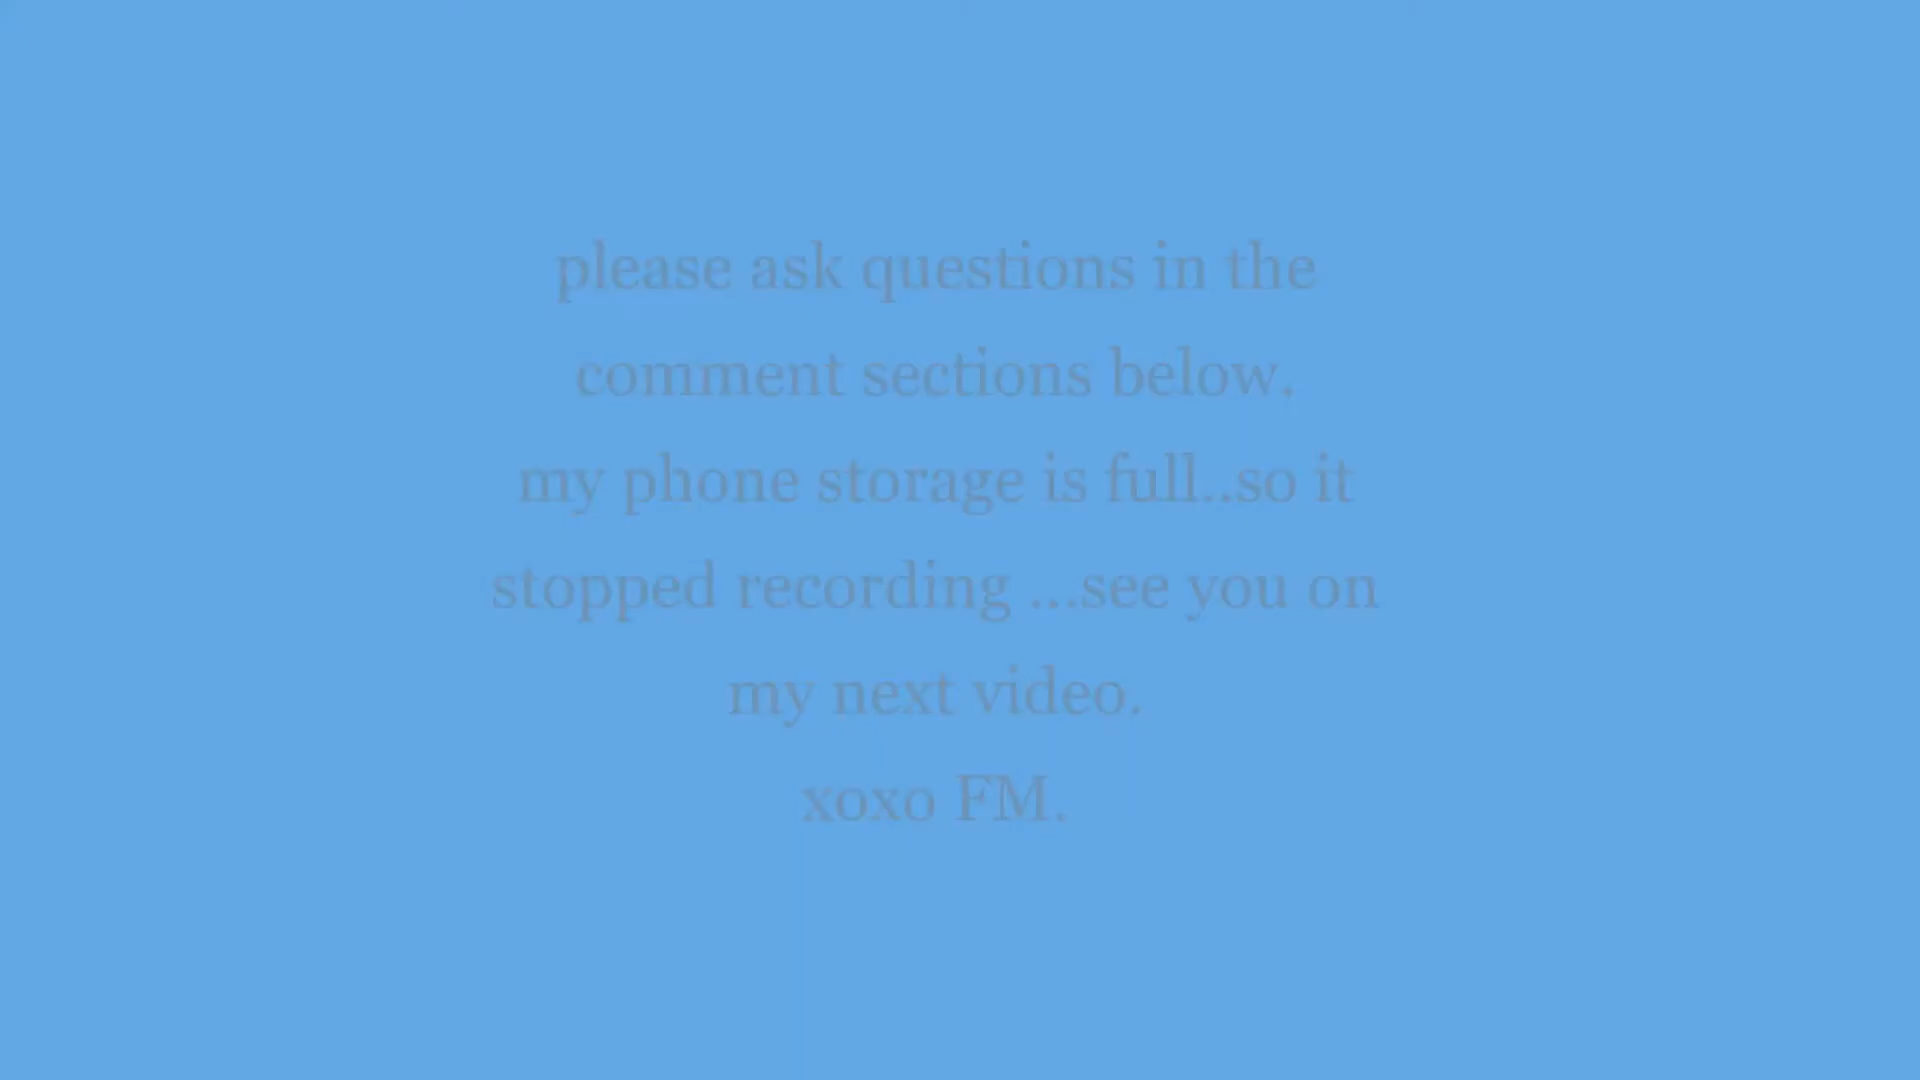 please ask questions in the
comment sections below.
my phone storage is full..so it
stopped recording ...see you on
my next video.
xoxo FM.